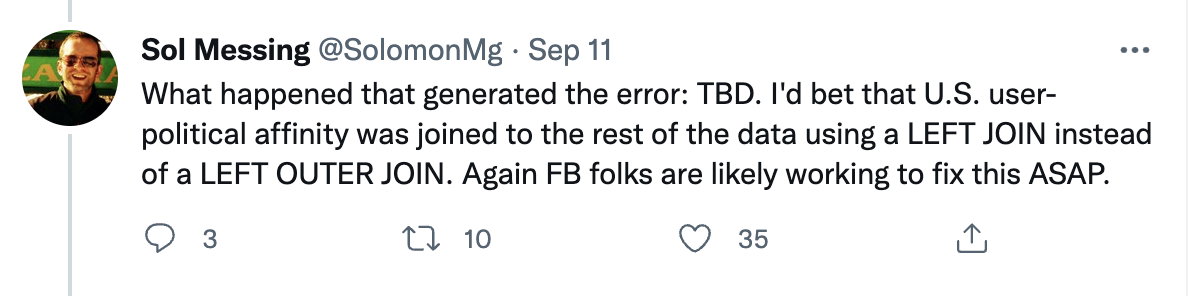 Sol Messing @SolomonMg · Sep 11
What happened that generated the error: TBD. I'd bet that U.S. user-
political affinity was joined to the rest of the data using a LEFT JOIN instead
of a LEFT OUTER JOIN. Again FB folks are likely working to fix this ASAP.
3 10 35